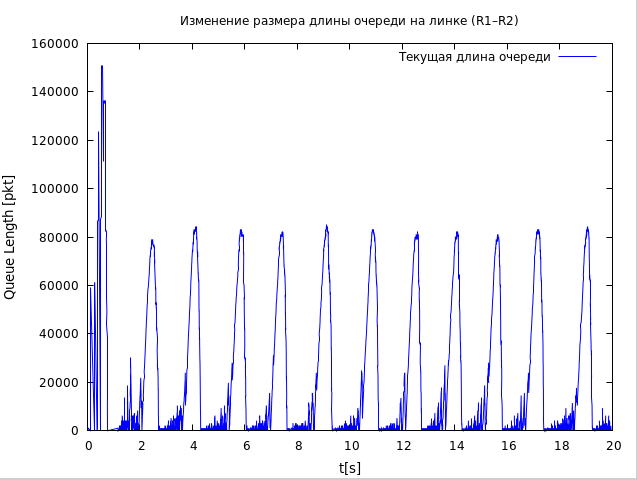 Изменение размера длины очереди на линке (R1–R2)
Текущая длина очереди
Queue Length [pkt]
160000
140000
120000
100000
80000
60000
40000
20000
0
0 2 4 6 8 10 12 14 16 18 20
t[s]